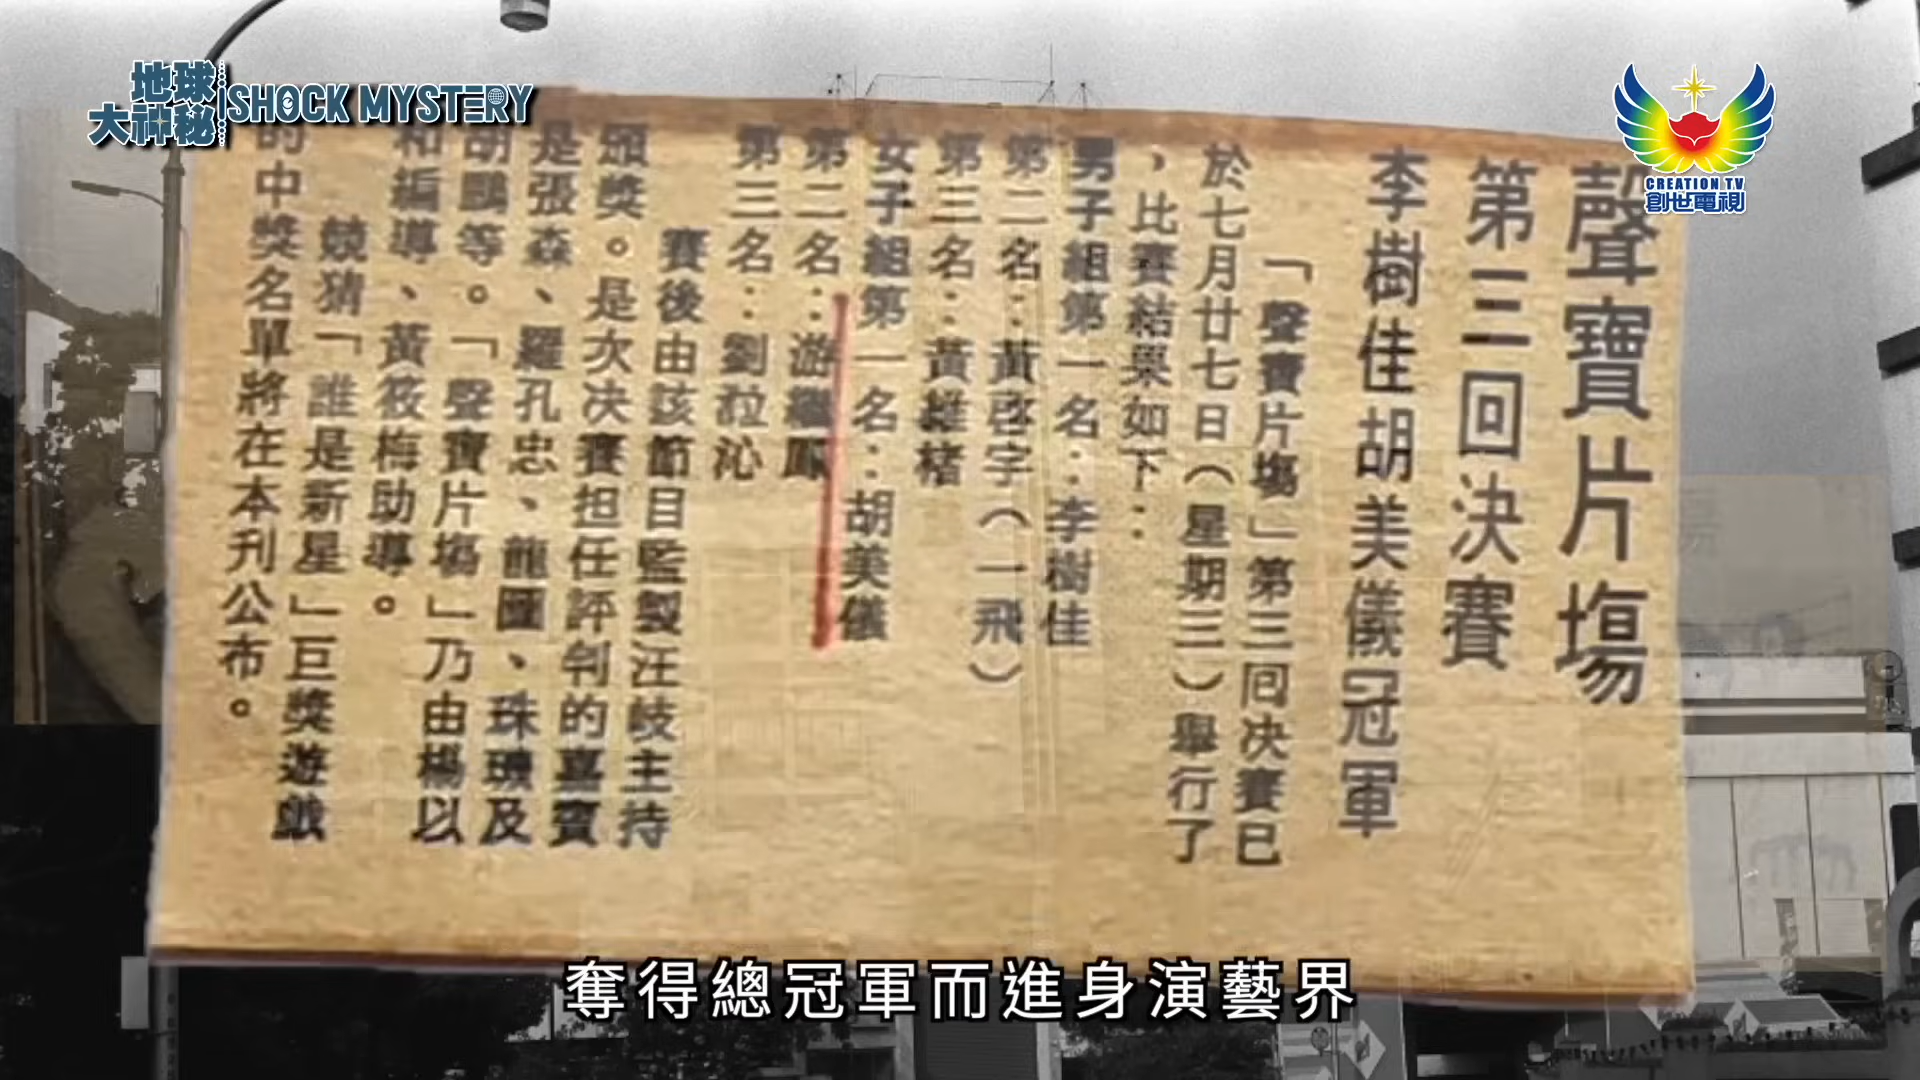 地球
大神秘
iSHOCK MYSTERY
CREATION TV
創世電視
聲寶片塲
第三回決賽
李樹佳胡美儀冠軍
「聲寶片塲」第三回決賽已
於七月廿七日(星期三)舉行了
，比賽結果如下：
男子組第一名：李樹佳
第二名：黃啓宇(一飛)
第三名：黃雄楮
女子組第一名：胡美儀
第二名：游繼鳳
第三名：劉粒沁
賽後由該節目監製汪岐主持
頒獎。是次决賽担任評判的嘉賓
是張森、羅孔忠、龍圖、珠璣及
胡鵬等。「聲寶片塲」乃由楊以
和編導、黃筱梅助導。
競猜「誰是新星」巨獎遊戲
的中獎名單將在本刋公布。
奪得總冠軍而進身演藝界